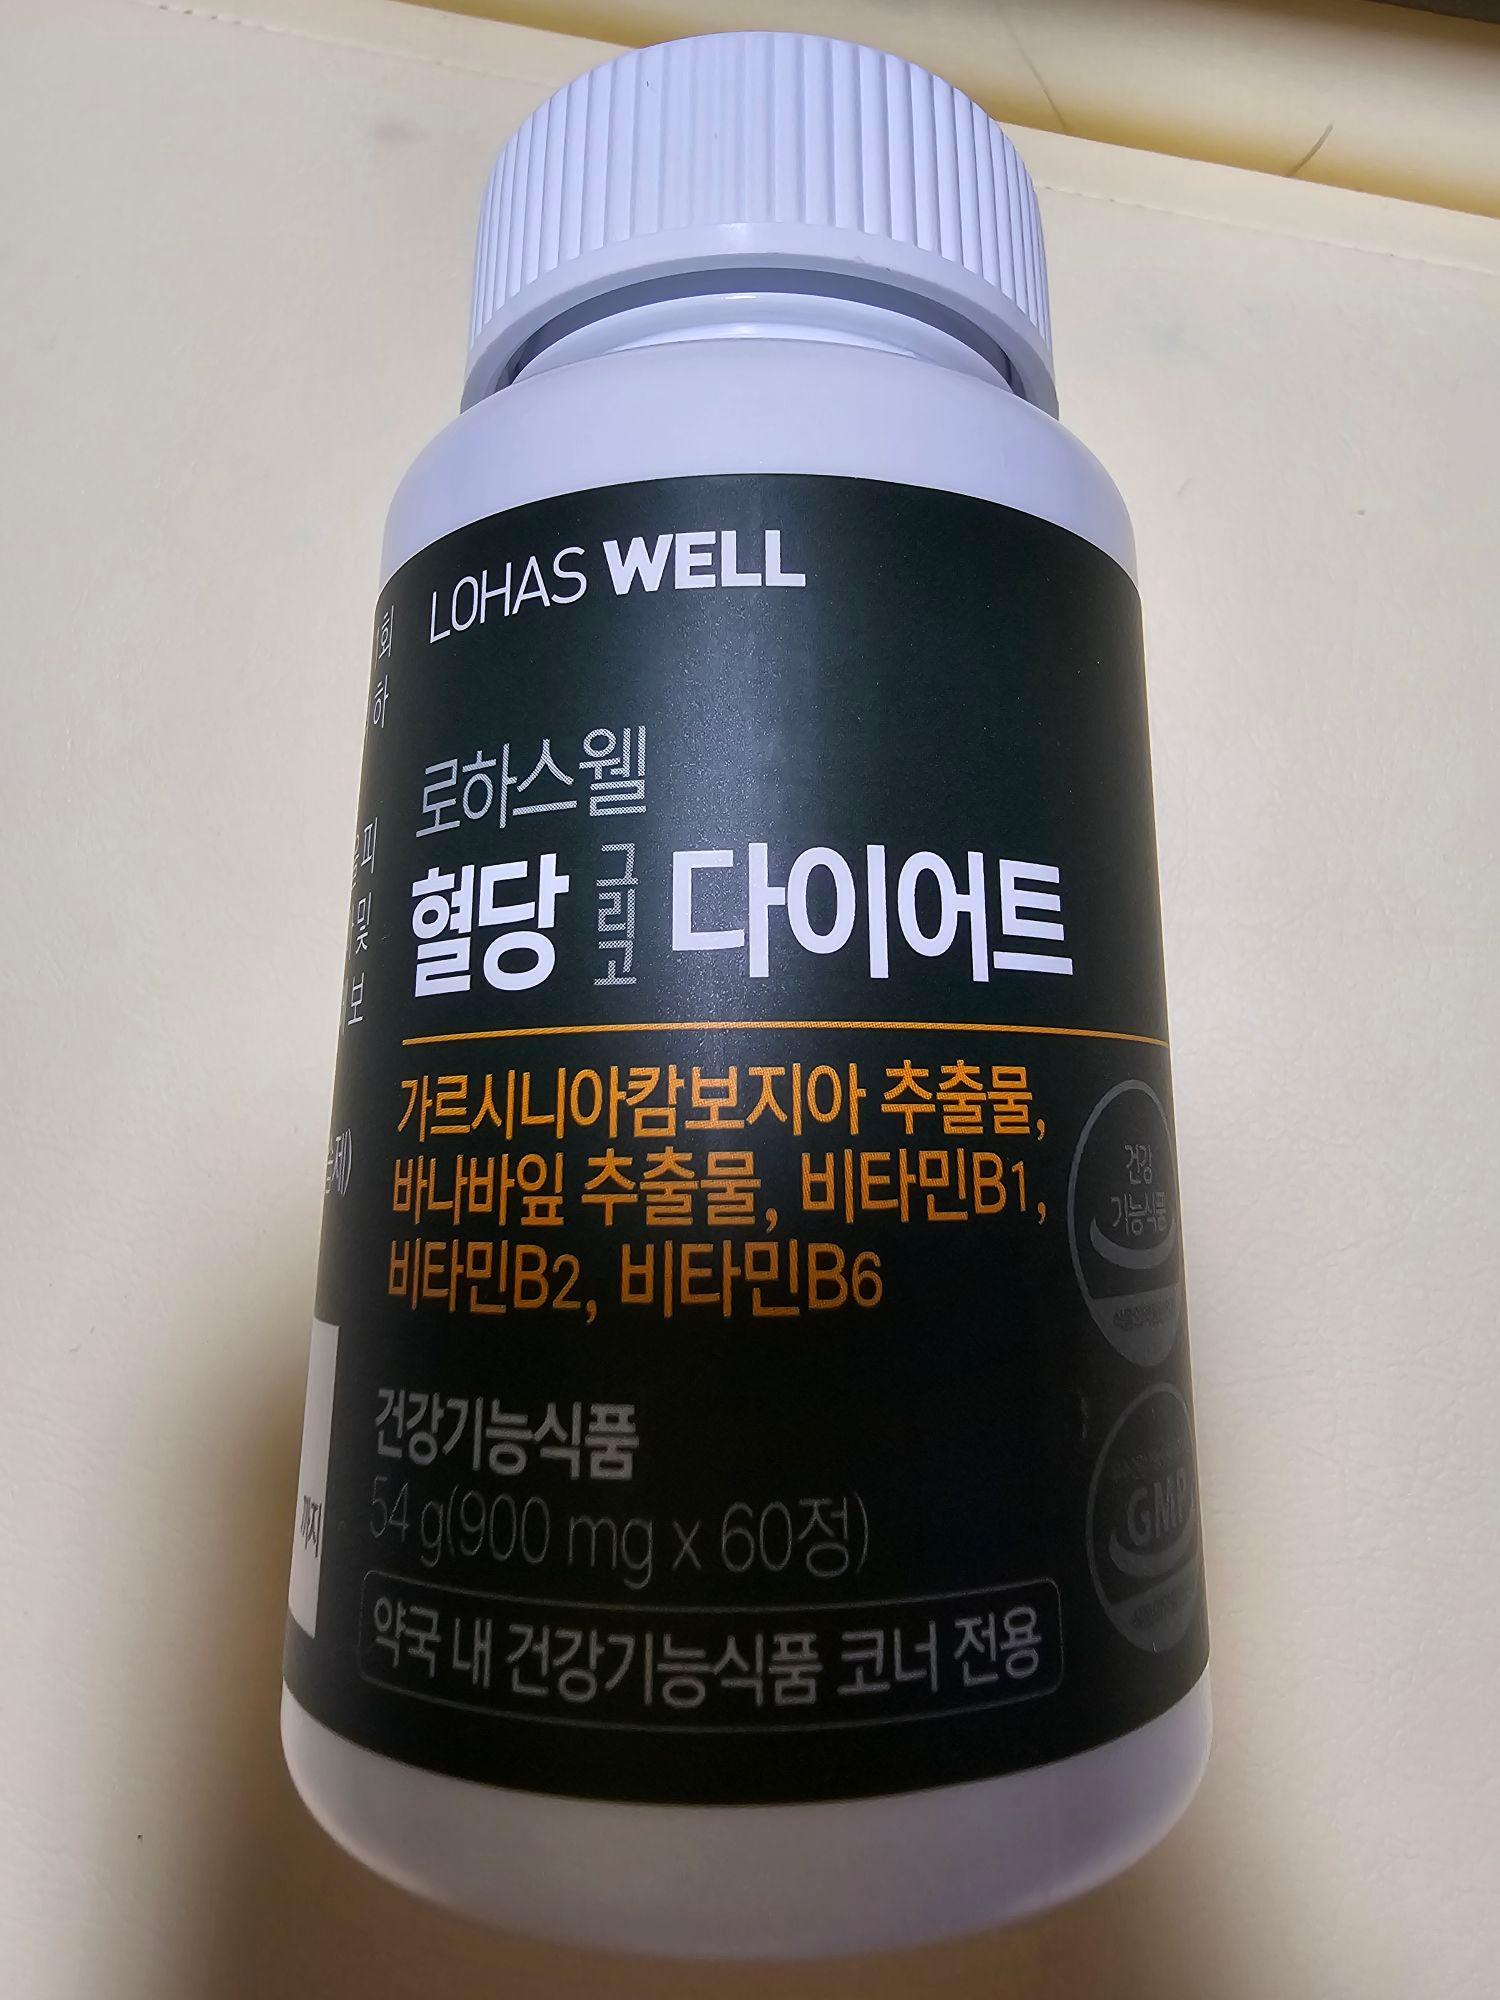 LOHAS WELL
로하스웰
혈당 그리고 다이어트
가르시니아캄보지아 추출물,
바나바잎 추출물, 비타민B1,
비타민B2, 비타민B6
건강
기능식품
건강기능식품
54 g(900 mg x 60정)
GMP
약국 내 건강기능식품 코너 전용
까지